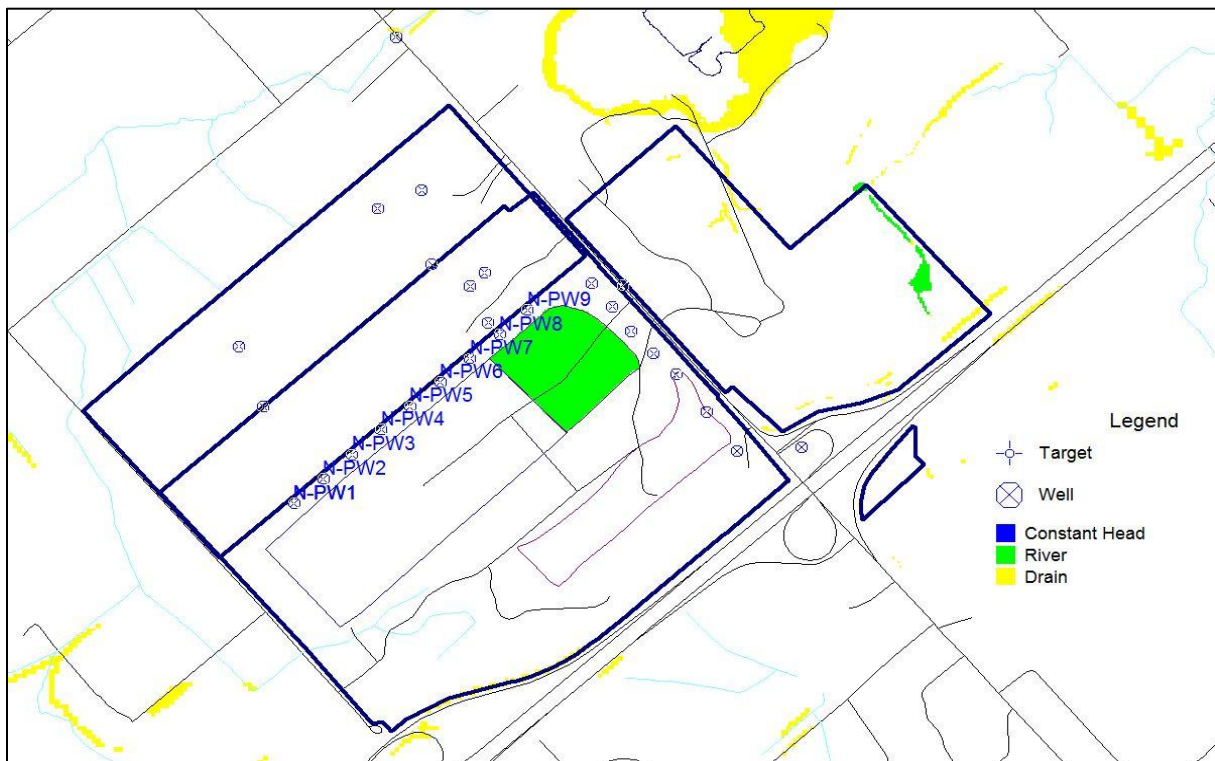 N-PW9
N-PW8
N-PW7
N-PW6
N-PW5
N-PW4
N-PW3
N-PW2
N-PW1
Legend
Target
Well
Constant Head
River
Drain